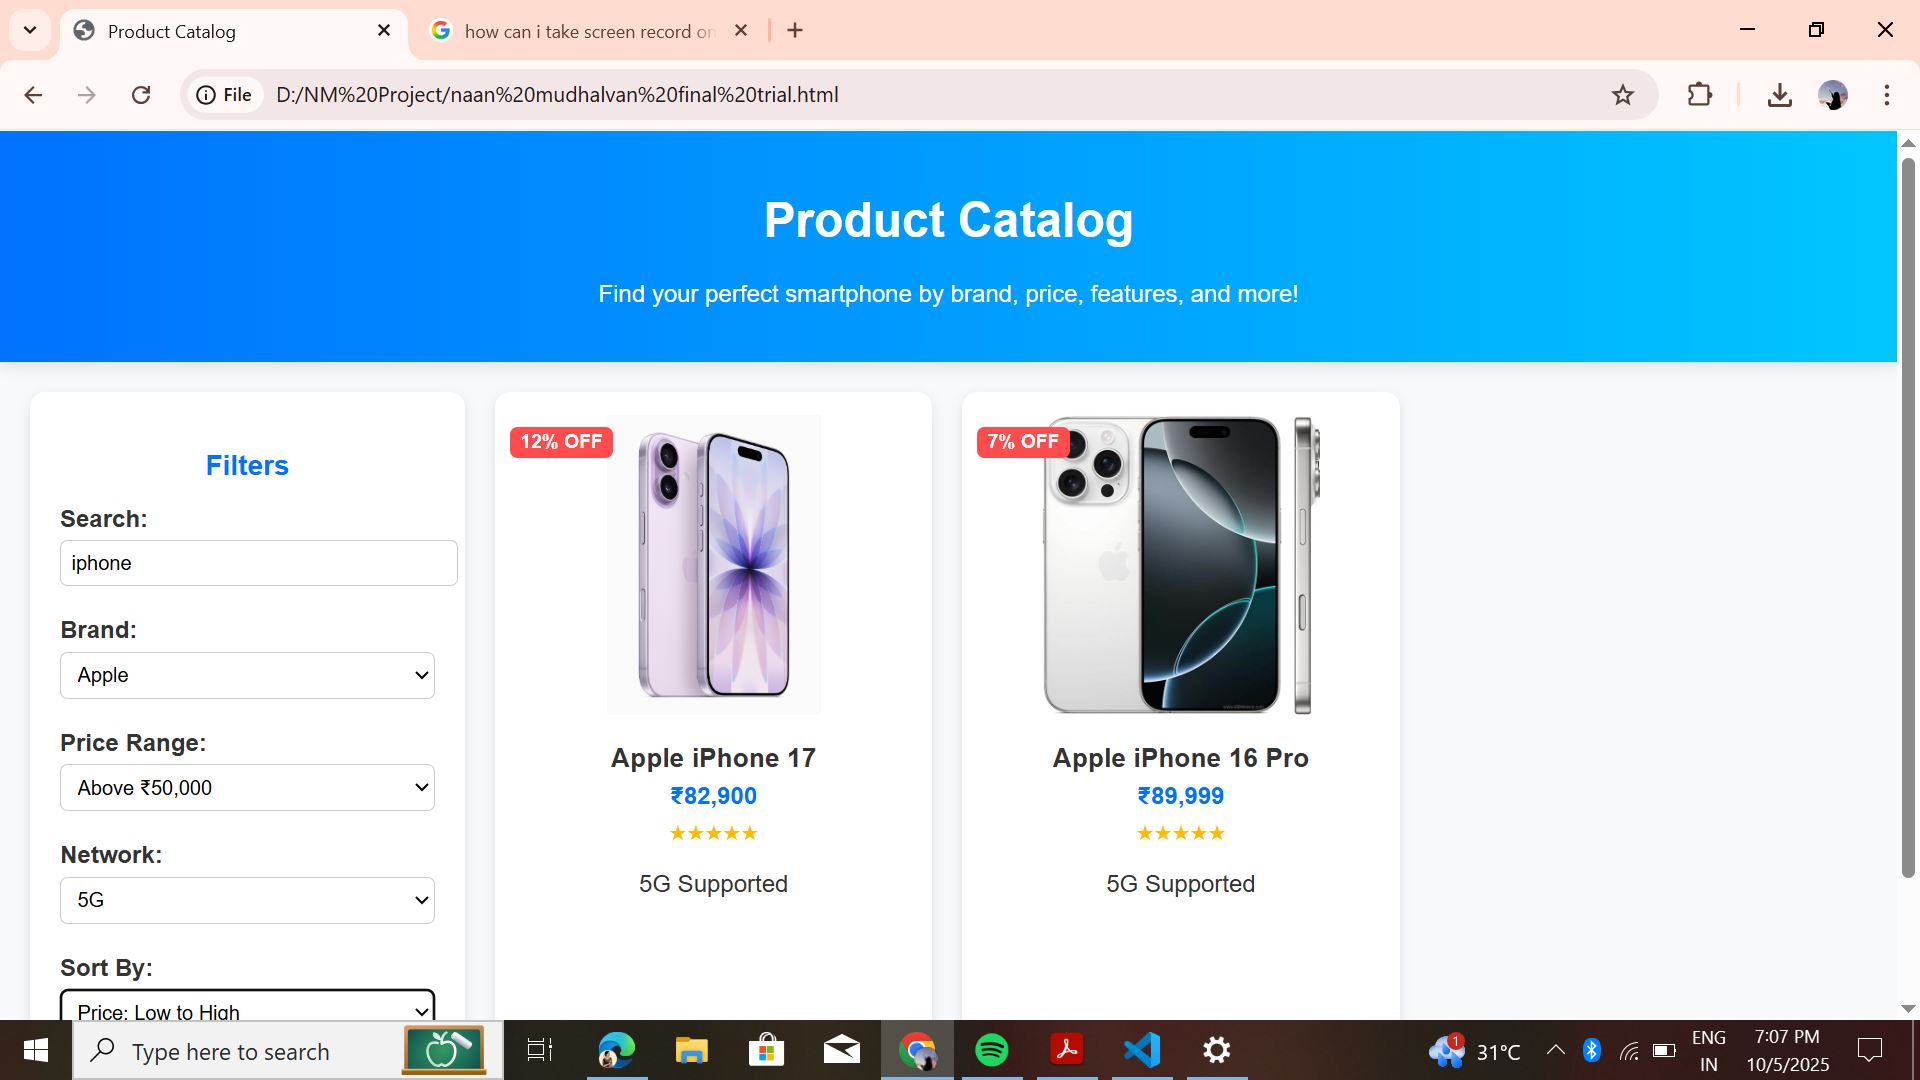 Product Catalog
how can i take screen record on
File
D:/NM%20Project/naan%20mudhalvan%20final%20trial.html
Product Catalog
Find your perfect smartphone by brand, price, features, and more!
Filters
Search:
iphone
Brand:
Apple
Price Range:
Above ₹50,000
Network:
5G
Sort By:
Price: Low to High
12% OFF
Apple iPhone 17
₹82,900
★★★★★
5G Supported
7% OFF
Apple iPhone 16 Pro
₹89,999
★★★★★
5G Supported
Type here to search
1
31°C
ENG
IN
7:07 PM
10/5/2025